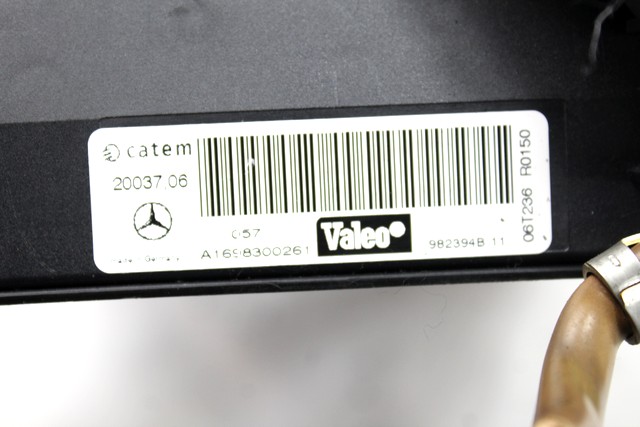 catem
20037.06
057
A1698300261
Valeo
982394B 11
06T236 R0150